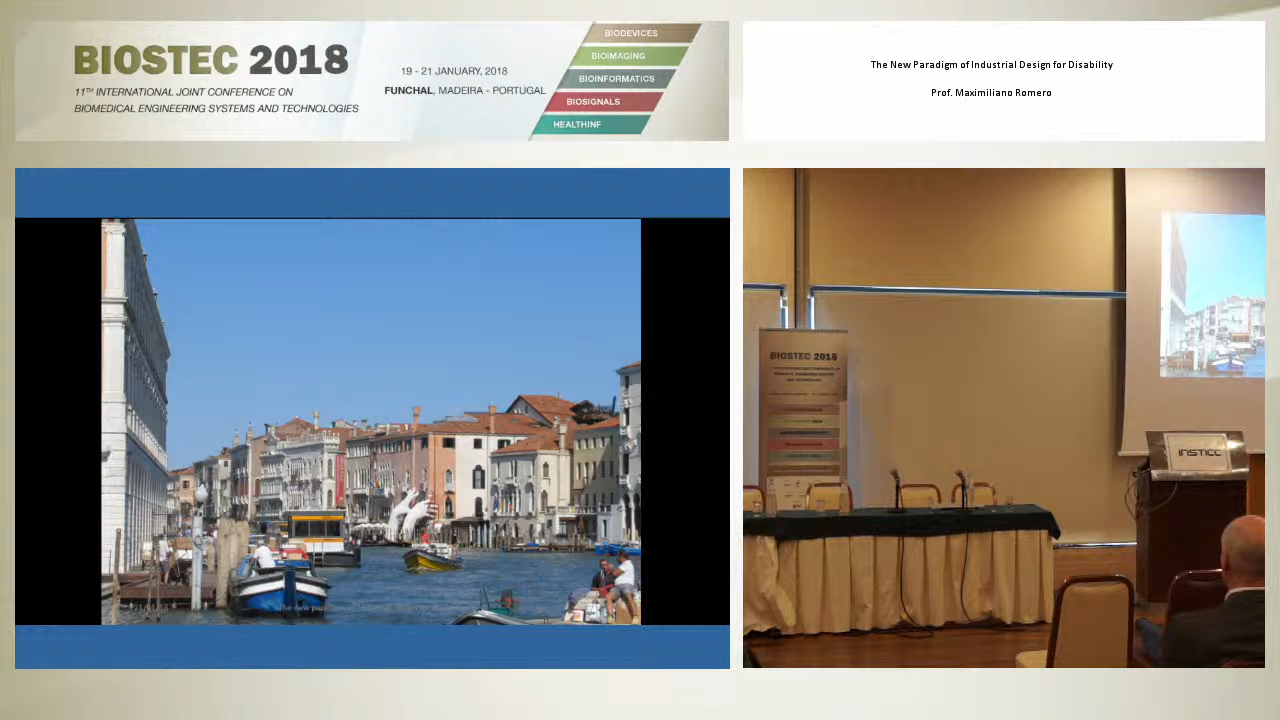 BIOSTEC 2018
11TH INTERNATIONAL JOINT CONFERENCE ON
BIOMEDICAL ENGINEERING SYSTEMS AND TECHNOLOGIES
19 - 21 JANUARY, 2018
FUNCHAL, MADEIRA - PORTUGAL
BIODEVICES
BIOIMAGING
BIOINFORMATICS
BIOSIGNALS
HEALTHINF
The New Paradigm of Industrial Design for Disability
Prof. Maximiliano Romero
BIOSTEC 2018
INSTICC